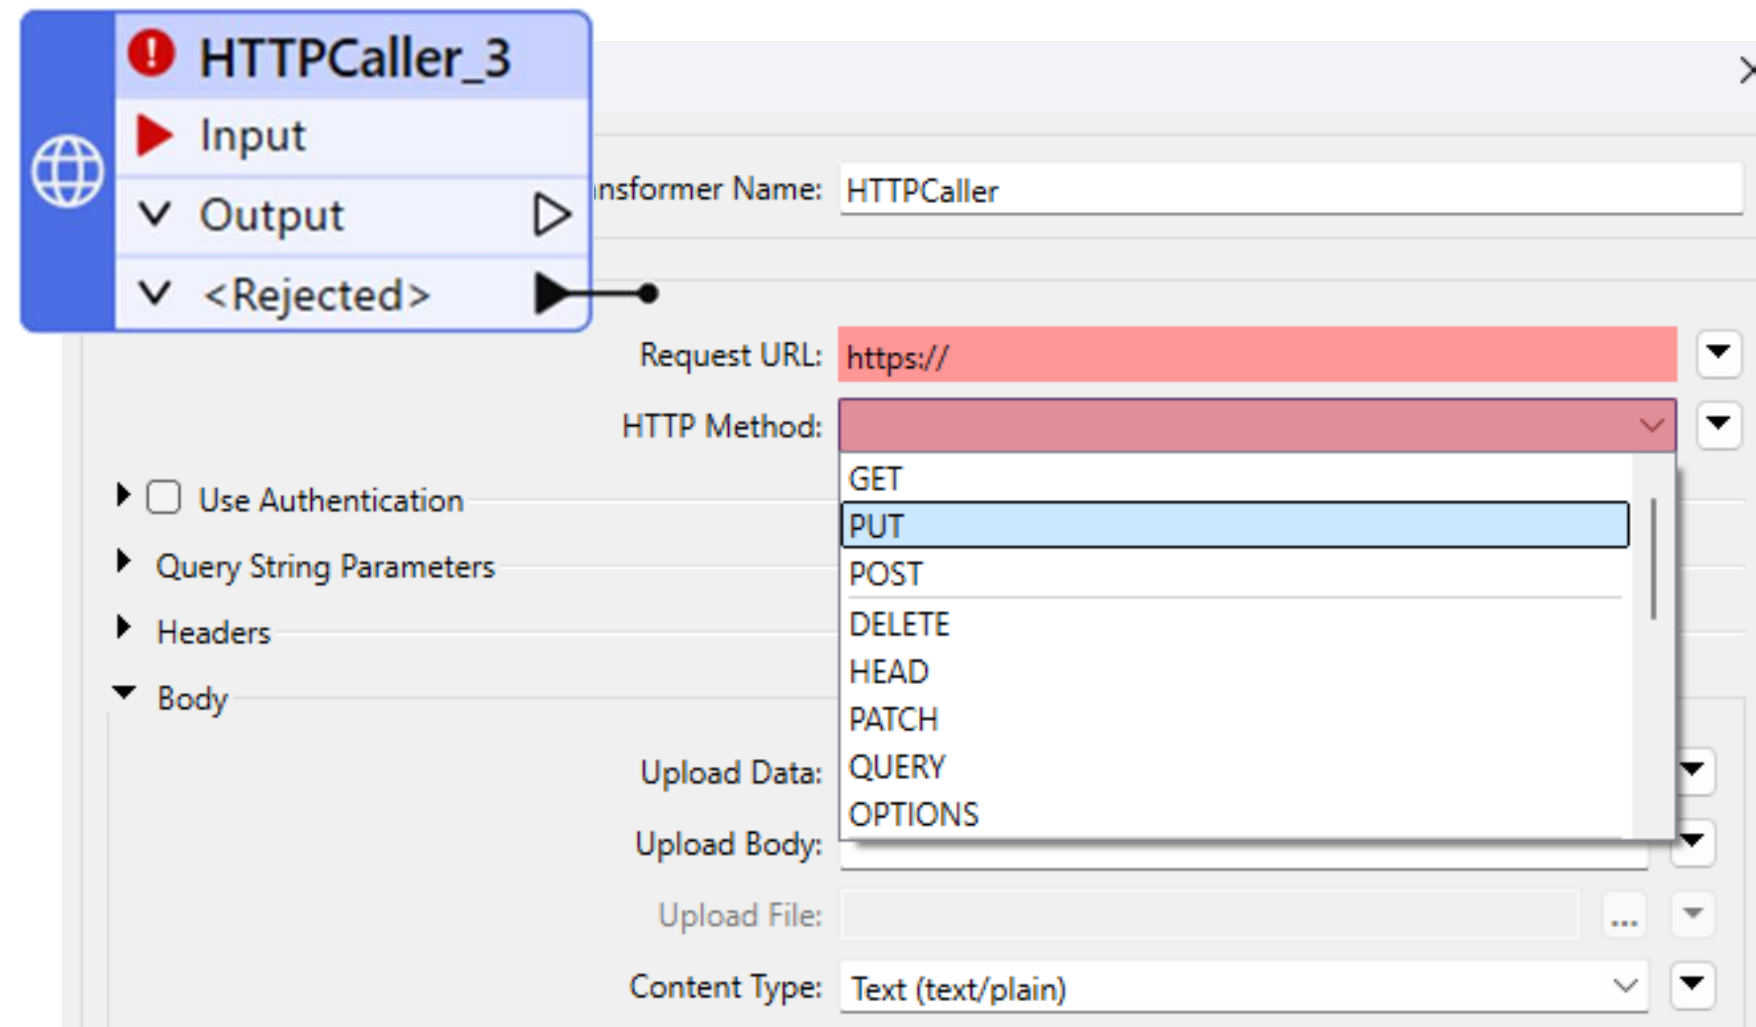 HTTPCaller_3
Input
Output
<Rejected>
Transformer Name: HTTPCaller
Request URL: https://
HTTP Method:
GET
PUT
POST
DELETE
HEAD
PATCH
QUERY
OPTIONS
Use Authentication
Query String Parameters
Headers
Body
Upload Data:
Upload Body:
Upload File: ...
Content Type: Text (text/plain)